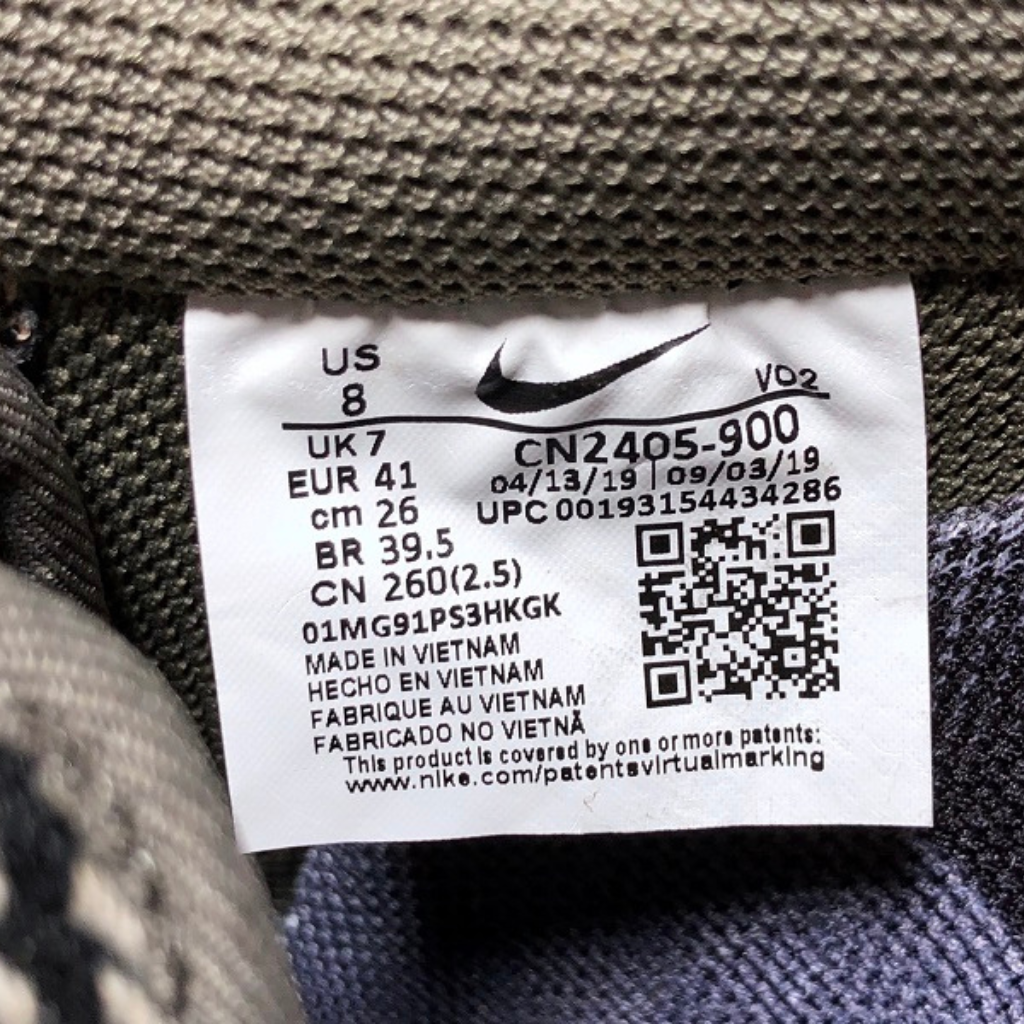 US
8
VO2
UK 7
CN2405-900
EUR 41
04/13/19 | 09/03/19
cm 26
UPC 00193154434286
BR 39.5
CN 260(2.5)
01MG91PS3HKGK
MADE IN VIETNAM
HECHO EN VIETNAM
FABRIQUE AU VIETNAM
FABRICADO NO VIETNÃ
This product is covered by one or more patents:
www.nike.com/patentsvirtualmarking